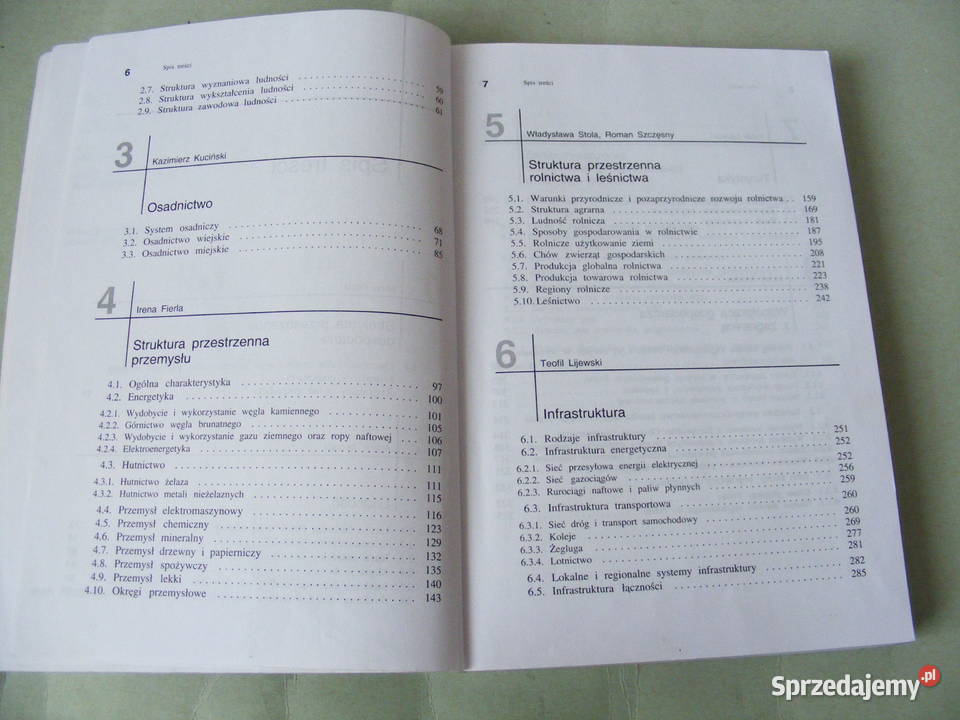 6 Spis treści
2.7. Struktura wyznaniowa ludności 59
2.8. Struktura wykształcenia ludności 60
2.9. Struktura zawodowa ludności 61
3
Kazimierz Kuciński
Osadnictwo
3.1. System osadniczy 68
3.2. Osadnictwo wiejskie 71
3.3. Osadnictwo miejskie 85
4
Irena Fierla
Struktura przestrzenna
przemysłu
4.1. Ogólna charakterystyka 97
4.2. Energetyka 100
4.2.1. Wydobycie i wykorzystanie węgla kamiennego 101
4.2.2. Górnictwo węgla brunatnego 105
4.2.3. Wydobycie i wykorzystanie gazu ziemnego oraz ropy naftowej 106
4.2.4. Elektroenergetyka 107
4.3. Hutnictwo 111
4.3.1. Hutnictwo żelaza 111
4.3.2. Hutnictwo metali nieżelaznych 115
4.4. Przemysł elektromaszynowy 116
4.5. Przemysł chemiczny 123
4.6. Przemysł mineralny 129
4.7. Przemysł drzewny i papierniczy 132
4.8. Przemysł spożywczy 135
4.9. Przemysł lekki 140
4.10. Okręgi przemysłowe 143
7 Spis treści
5
Władysława Stola, Roman Szczęsny
Struktura przestrzenna
rolnictwa i leśnictwa
5.1. Warunki przyrodnicze i pozaprzyrodnicze rozwoju rolnictwa 159
5.2. Struktura agrarna 169
5.3. Ludność rolnicza 181
5.4. Sposoby gospodarowania w rolnictwie 187
5.5. Rolnicze użytkowanie ziemi 195
5.6. Chów zwierząt gospodarskich 208
5.7. Produkcja globalna rolnictwa 221
5.8. Produkcja towarowa rolnictwa 223
5.9. Regiony rolnicze 238
5.10. Leśnictwo 242
6
Teofil Lijewski
Infrastruktura
6.1. Rodzaje infrastruktury 251
6.2. Infrastruktura energetyczna 252
6.2.1. Sieć przesyłowa energii elektrycznej 252
6.2.2. Sieć gazociągów 256
6.2.3. Rurociągi naftowe i paliw płynnych 259
6.3. Infrastruktura transportowa 260
6.3.1. Sieć dróg i transport samochodowy 260
6.3.2. Koleje 269
6.3.3. Żegluga 277
6.3.4. Lotnictwo 281
6.4. Lokalne i regionalne systemy infrastruktury 282
6.5. Infrastruktura łączności 285
Sprzedajemy.pl